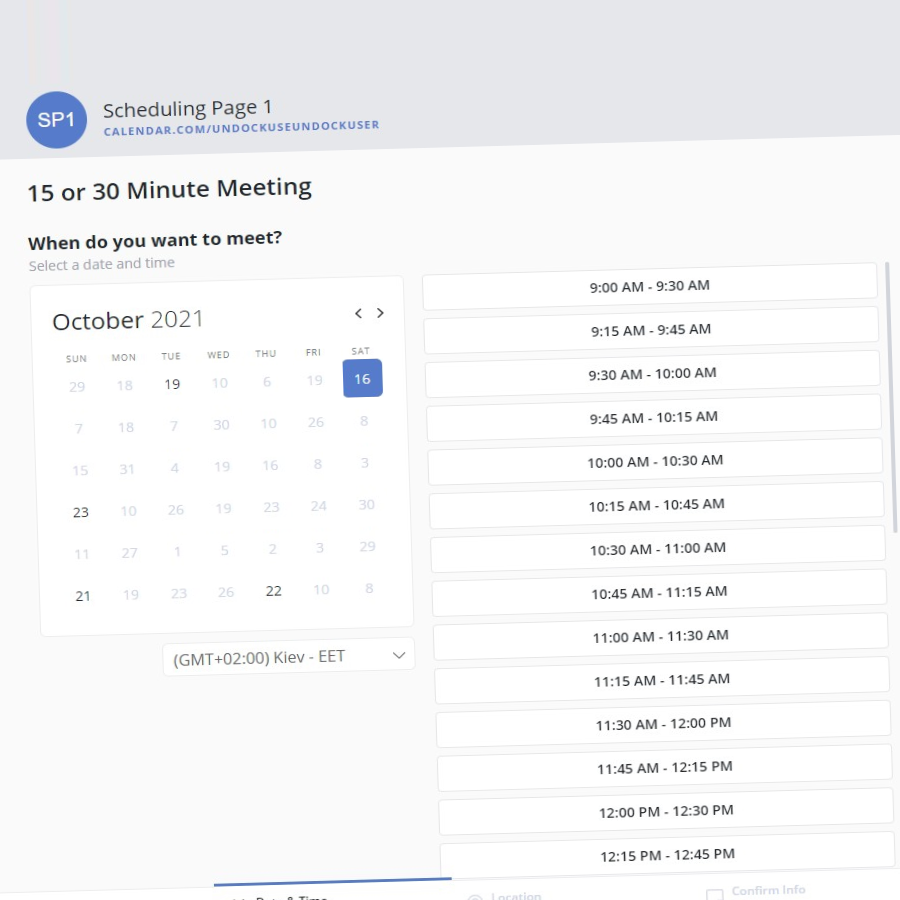 SP1
Scheduling Page 1
CALENDAR.COM/UNDOCKUSEUNDOCKUSER
15 or 30 Minute Meeting
When do you want to meet?
Select a date and time
October 2021
SUN MON TUE WED THU FRI SAT
29 18 19 10 6 19 16
7 18 7 30 10 26 8
15 31 4 19 16 8 3
23 10 26 19 23 24 30
11 27 1 5 2 3 29
21 19 23 26 22 10 8
(GMT+02:00) Kiev - EET
9:00 AM - 9:30 AM
9:15 AM - 9:45 AM
9:30 AM - 10:00 AM
9:45 AM - 10:15 AM
10:00 AM - 10:30 AM
10:15 AM - 10:45 AM
10:30 AM - 11:00 AM
10:45 AM - 11:15 AM
11:00 AM - 11:30 AM
11:15 AM - 11:45 AM
11:30 AM - 12:00 PM
11:45 AM - 12:15 PM
12:00 PM - 12:30 PM
12:15 PM - 12:45 PM
Date & Time
Location
Confirm Info